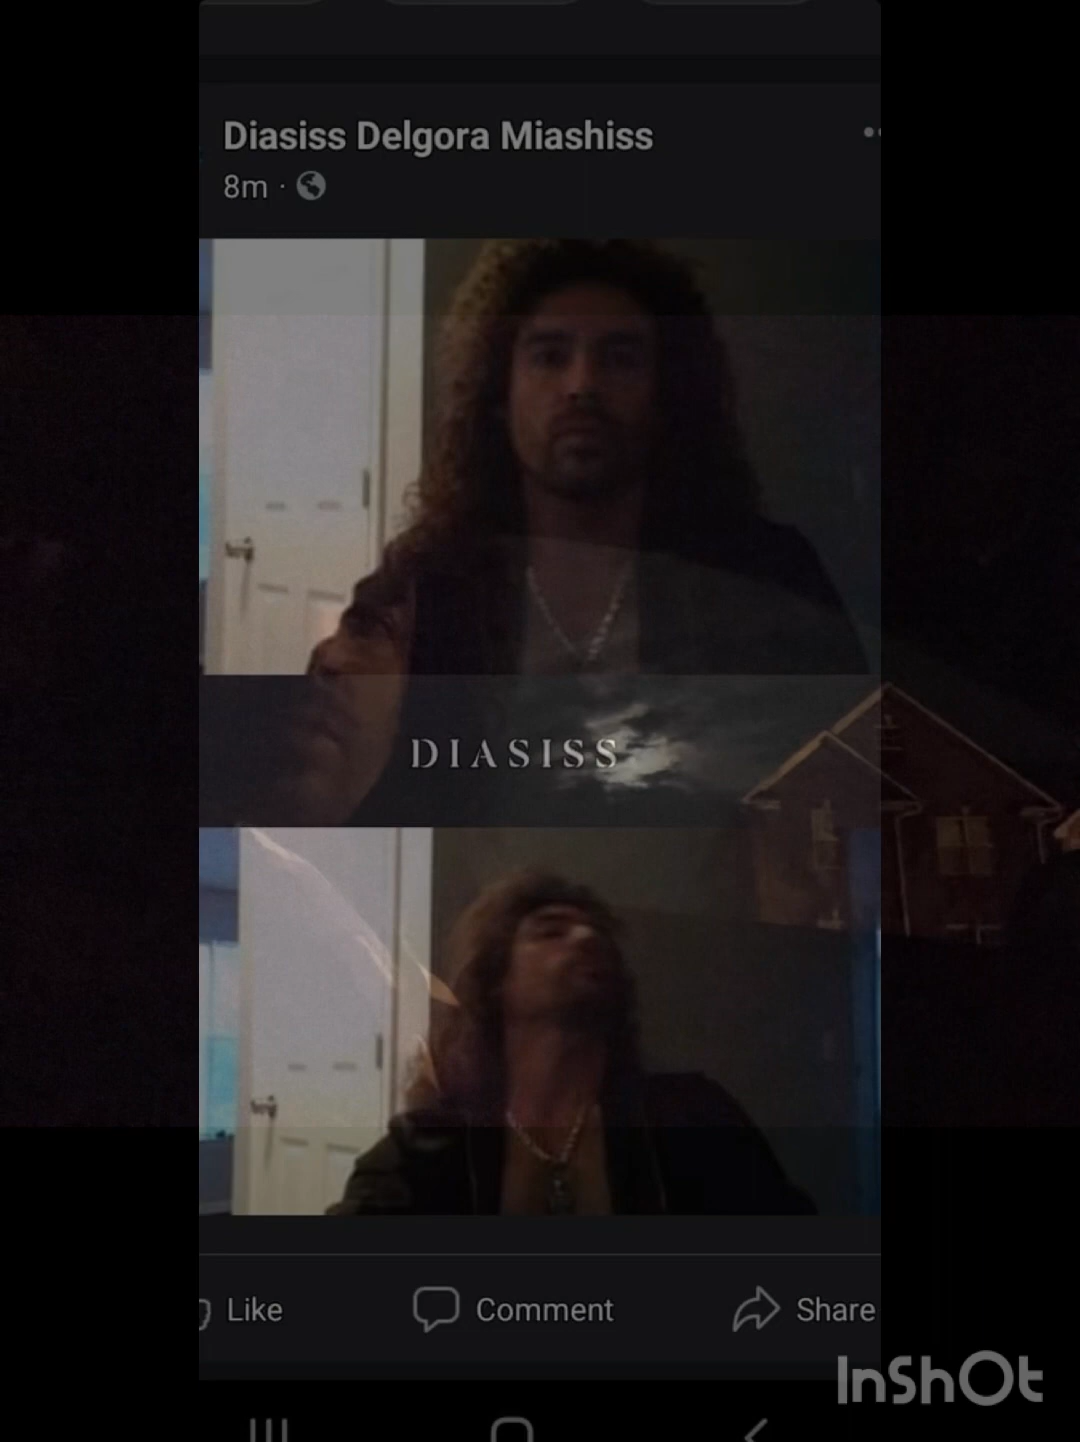 Diasiss Delgora Miashiss
8m ·
DIASISS
Like
Comment
Share
InShOt